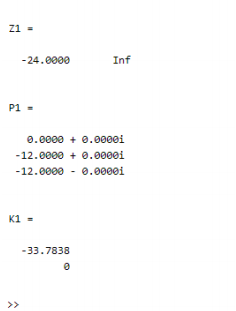 Z1 =
-24.0000 Inf
P1 =
0.0000 + 0.0000i
-12.0000 + 0.0000i
-12.0000 - 0.0000i
K1 =
-33.7838
0
>>